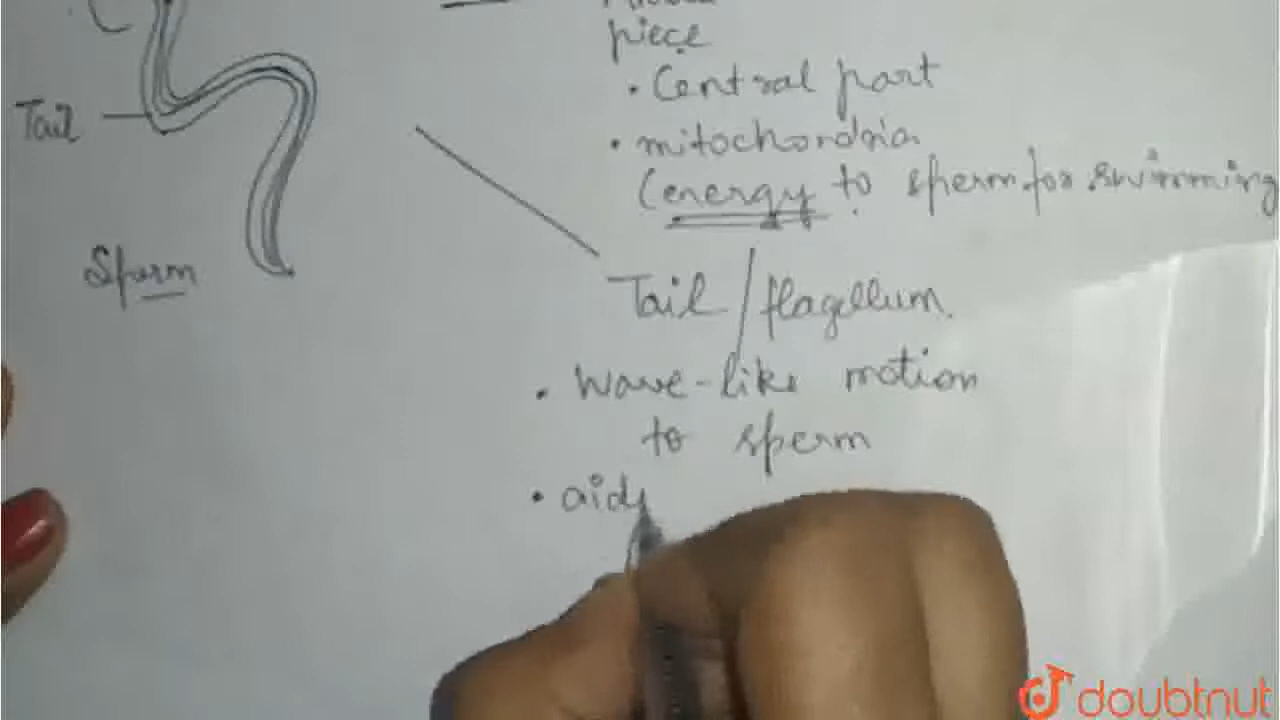 piece
• Central part
• mitochondria
(energy to sperm for swimming
Tail
Tail / flagellum.
Sperm
• wave-like motion
to sperm
• aids
doubtnut